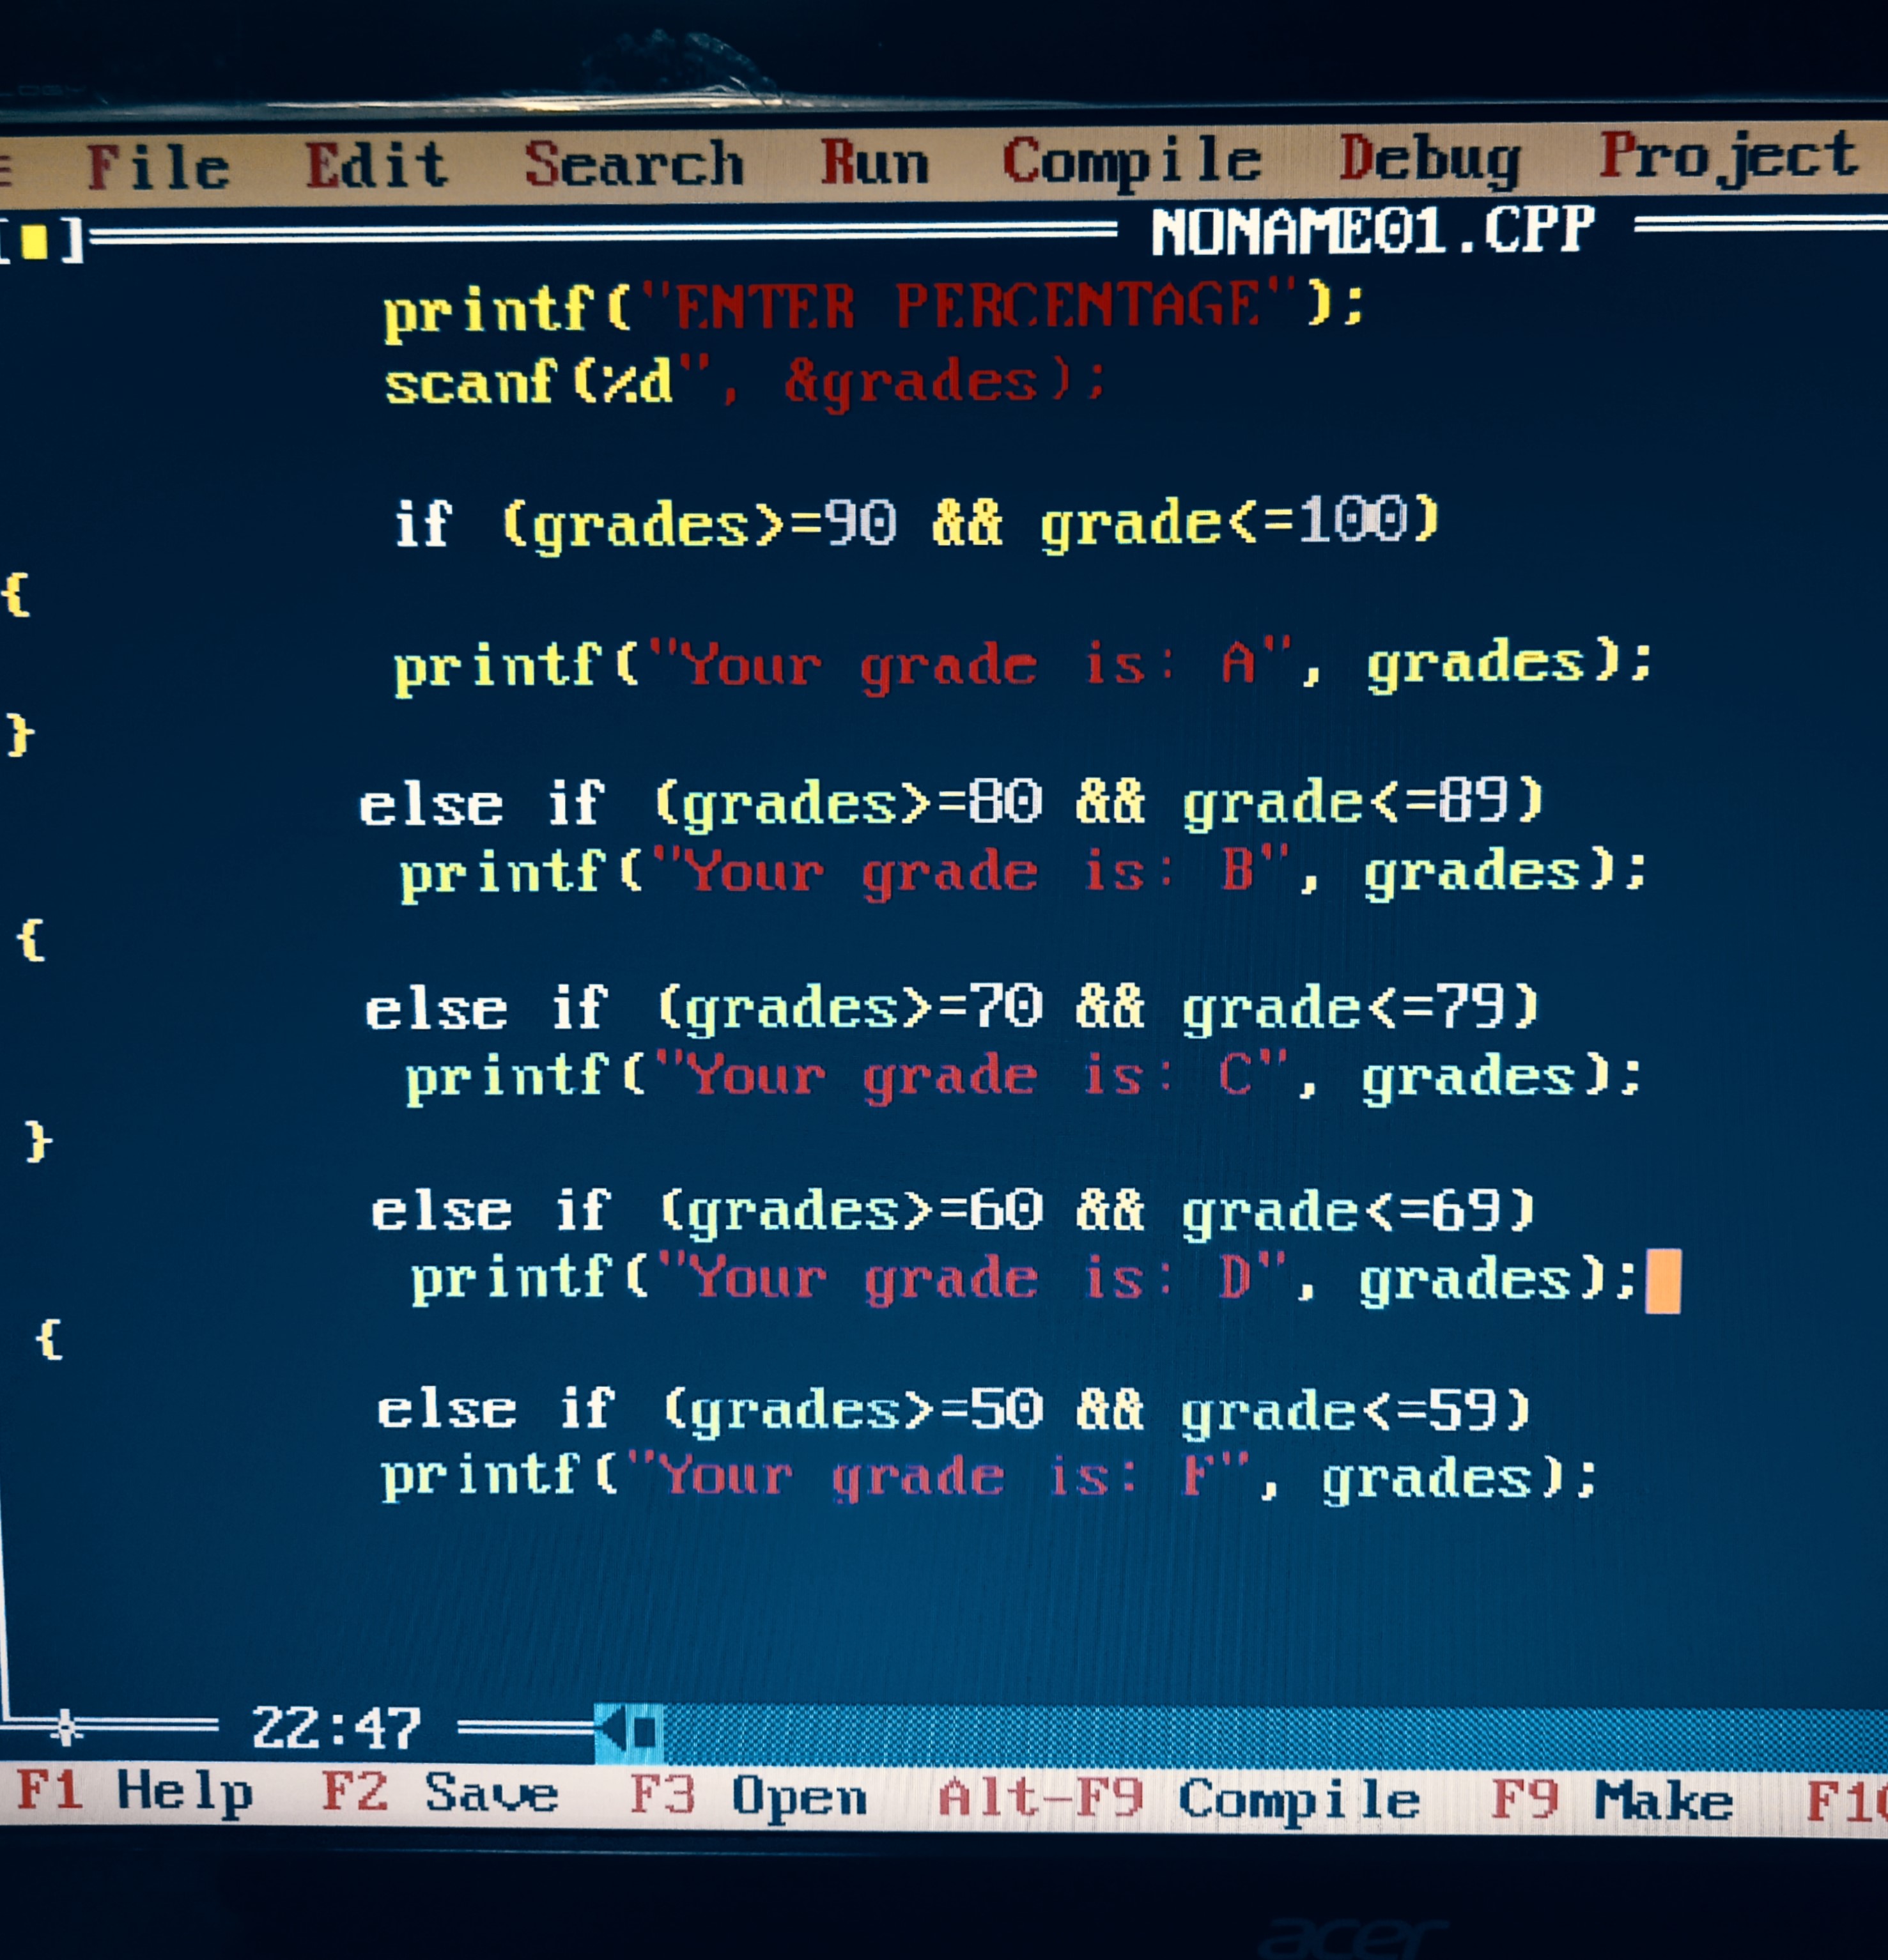 ≡ File Edit Search Run Compile Debug Project
[■] NONAME01.CPP
printf("ENTER PERCENTAGE");
scanf(%d", &grades);
if (grades>=90 && grade<=100)
{
printf("Your grade is: A", grades);
}
else if (grades>=80 && grade<=89)
printf("Your grade is: B", grades);
{
else if (grades>=70 && grade<=79)
printf("Your grade is: C", grades);
}
else if (grades>=60 && grade<=69)
printf("Your grade is: D", grades);
{
else if (grades>=50 && grade<=59)
printf("Your grade is: F", grades);
22:47
F1 Help F2 Save F3 Open Alt-F9 Compile F9 Make
acer